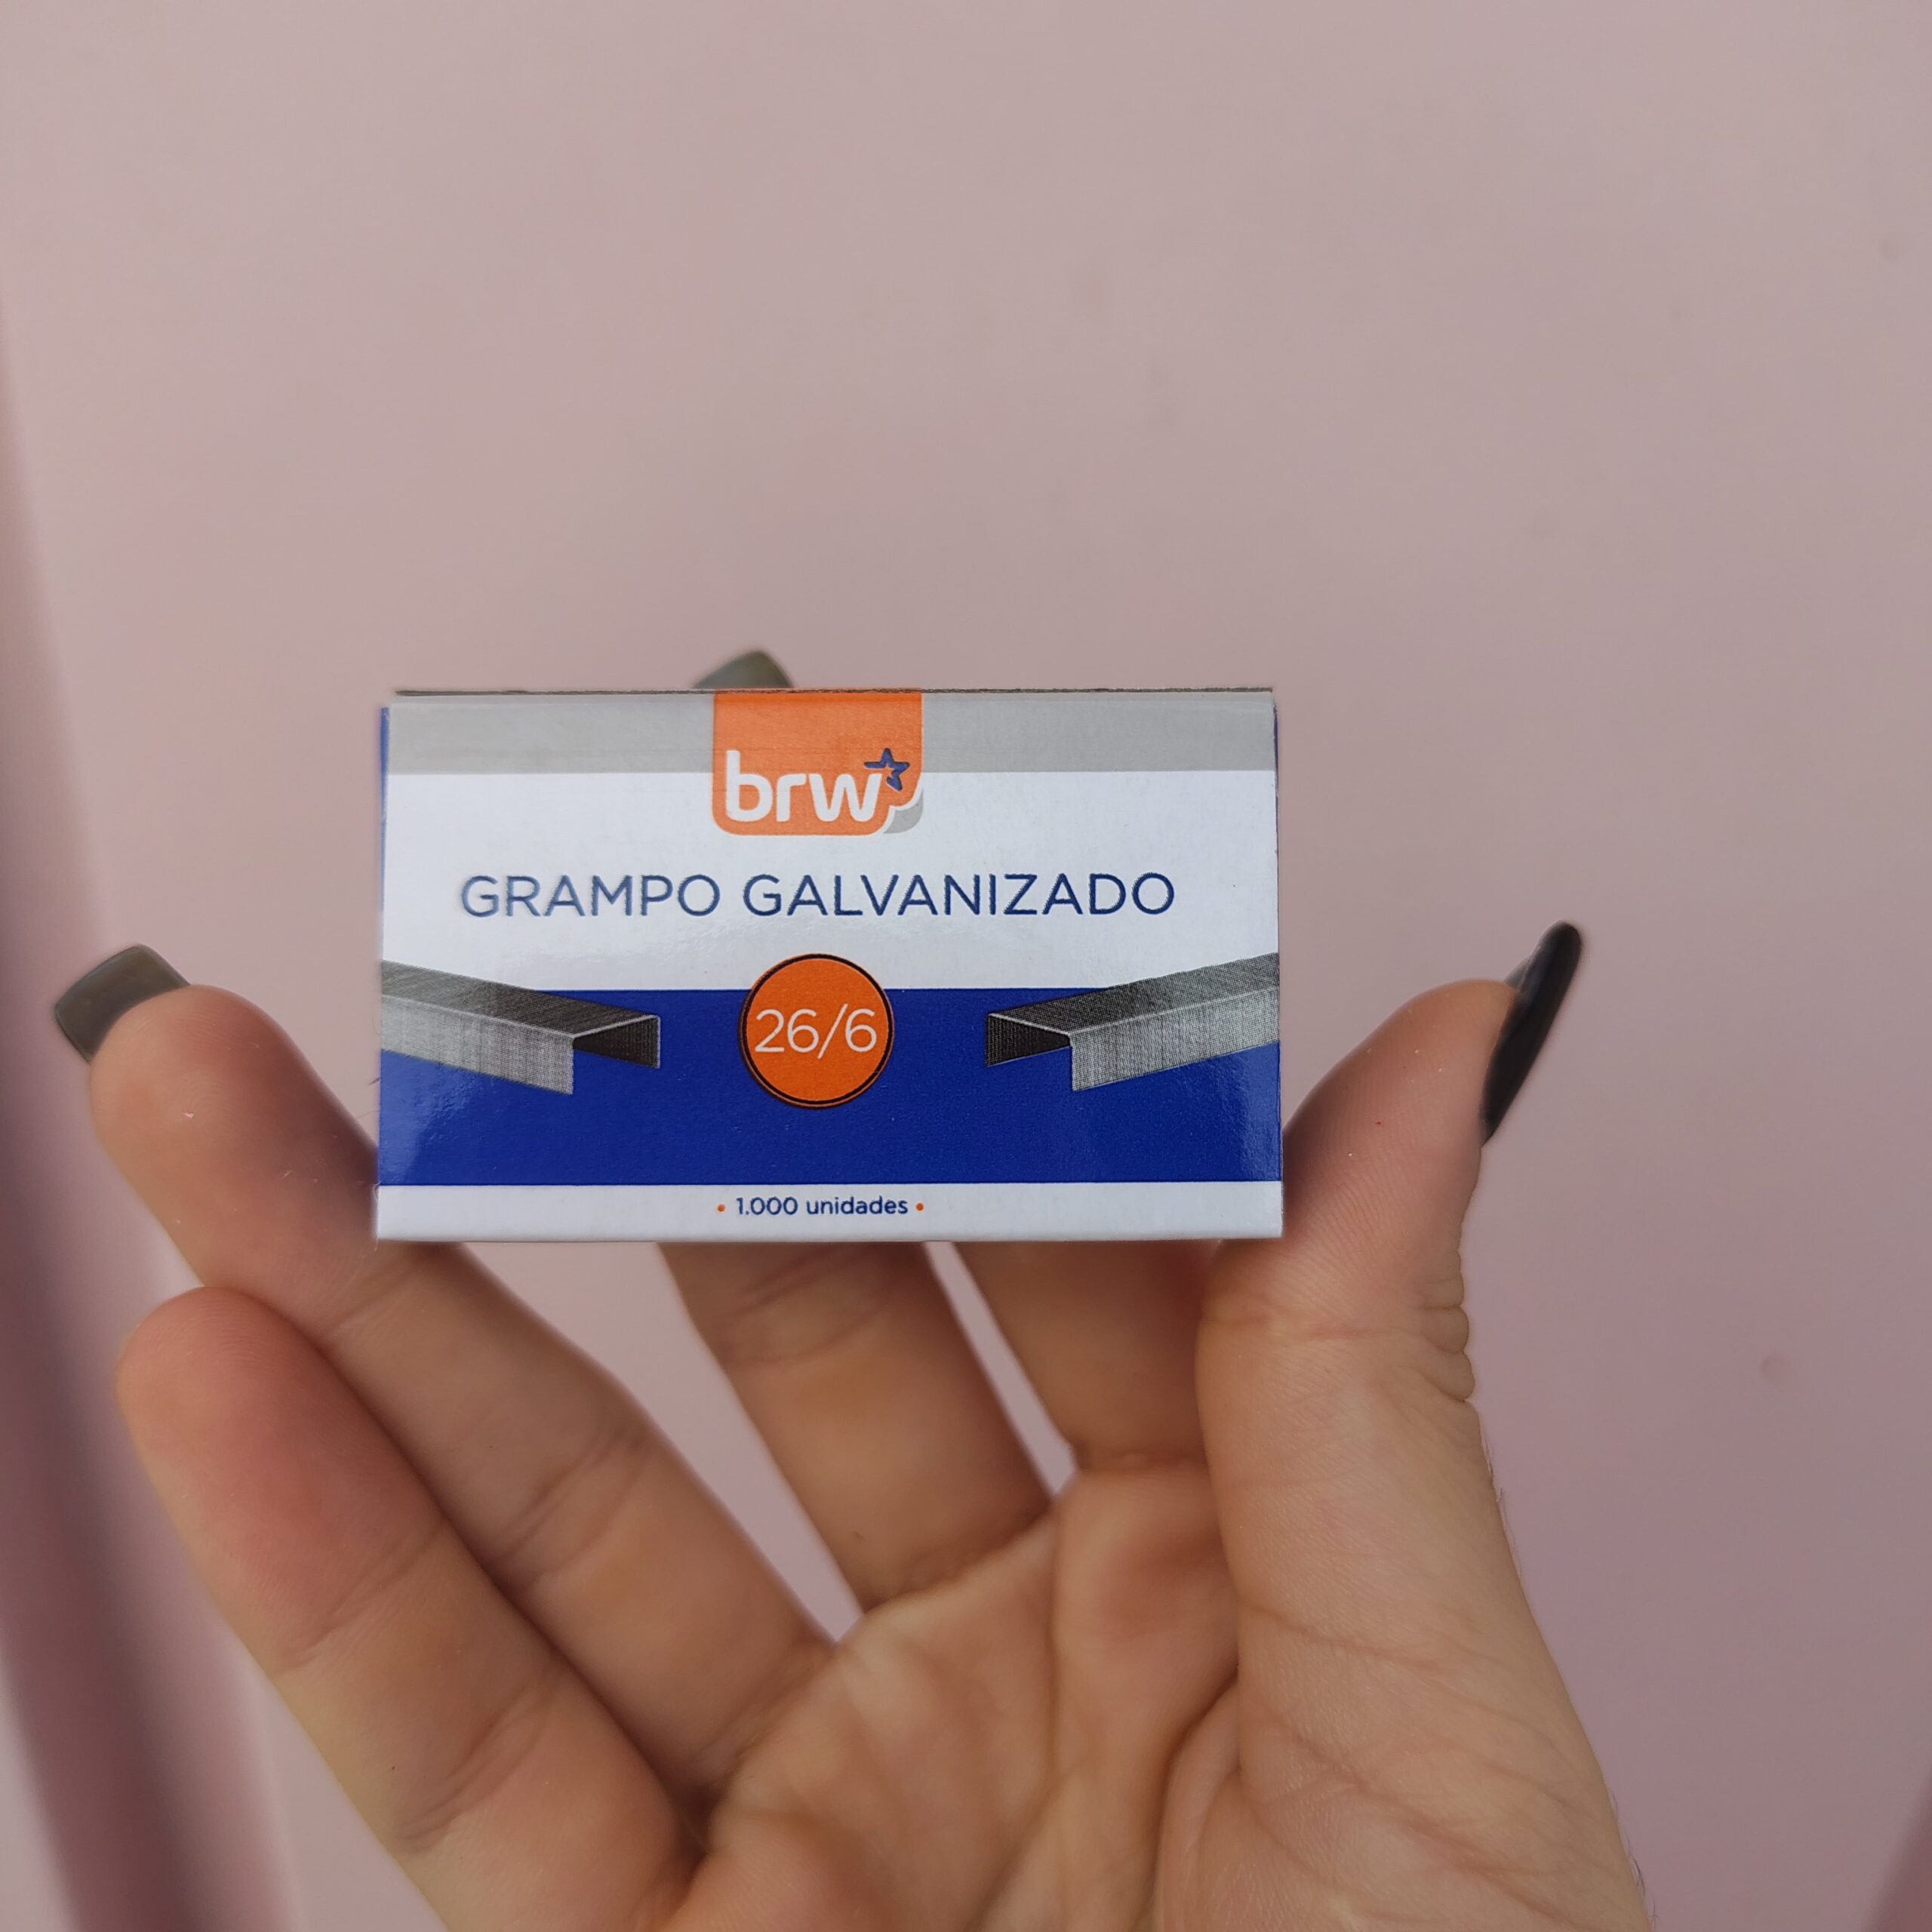 brw
GRAMPO GALVANIZADO
26/6
• 1.000 unidades •